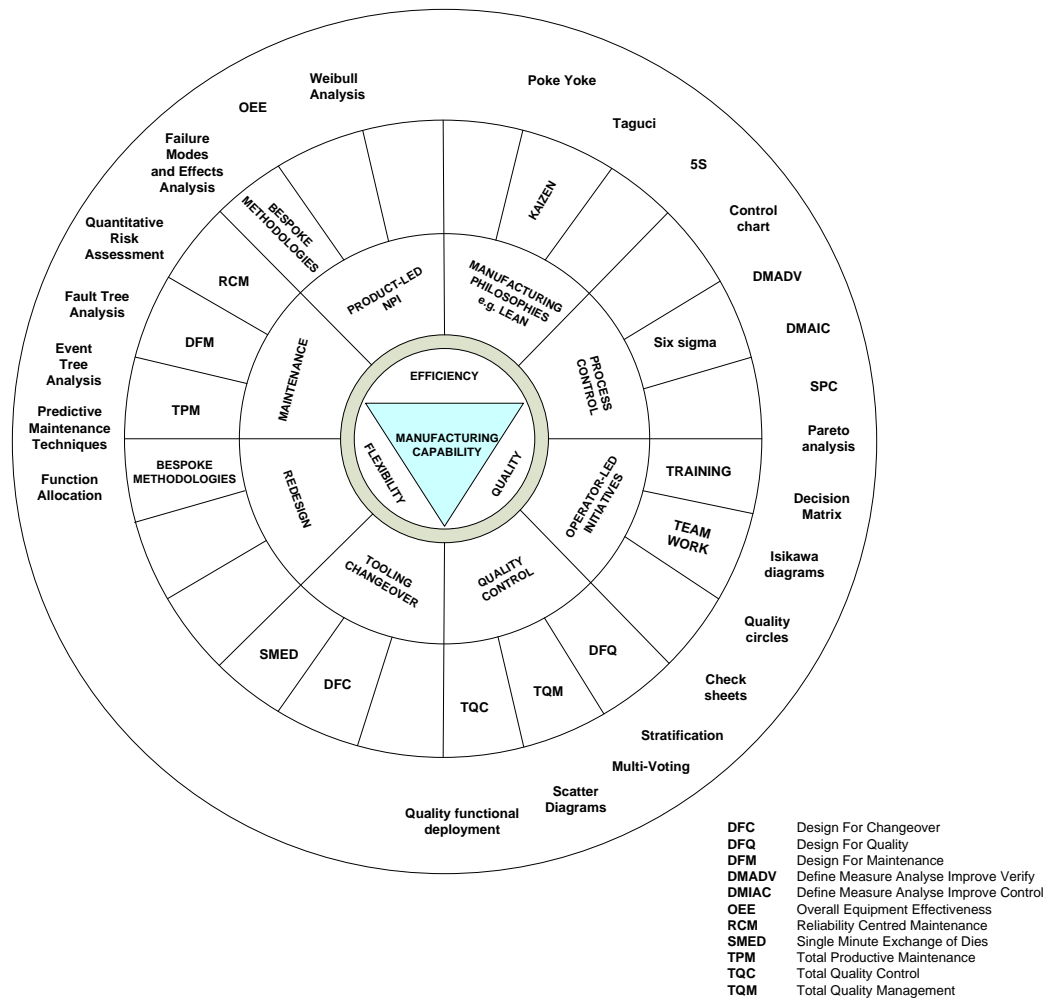 Weibull
Analysis
Poke Yoke
OEE
Taguci
Failure
Modes
and Effects
Analysis
5S
Quantitative
Risk
Assessment
Control
chart
Fault Tree
Analysis
DMADV
Event
Tree
Analysis
DMAIC
Predictive
Maintenance
Techniques
SPC
Function
Allocation
Pareto
analysis
Decision
Matrix
Isikawa
diagrams
Quality
circles
Check
sheets
Stratification
Multi-Voting
Scatter
Diagrams
Quality functional
deployment
BESPOKE
METHODOLOGIES
KAIZEN
RCM
DFM
TPM
Six sigma
BESPOKE
METHODOLOGIES
TRAINING
TEAM
WORK
SMED
DFC
TQC
TQM
DFQ
PRODUCT-LED
NPI
MANUFACTURING
PHILOSOPHIES
e.g. LEAN
MAINTENANCE
PROCESS
CONTROL
REDESIGN
OPERATOR-LED
INITIATIVES
TOOLING
CHANGEOVER
QUALITY
CONTROL
EFFICIENCY
MANUFACTURING
CAPABILITY
FLEXIBILITY
QUALITY
DFC Design For Changeover
DFQ Design For Quality
DFM Design For Maintenance
DMADV Define Measure Analyse Improve Verify
DMIAC Define Measure Analyse Improve Control
OEE Overall Equipment Effectiveness
RCM Reliability Centred Maintenance
SMED Single Minute Exchange of Dies
TPM Total Productive Maintenance
TQC Total Quality Control
TQM Total Quality Management